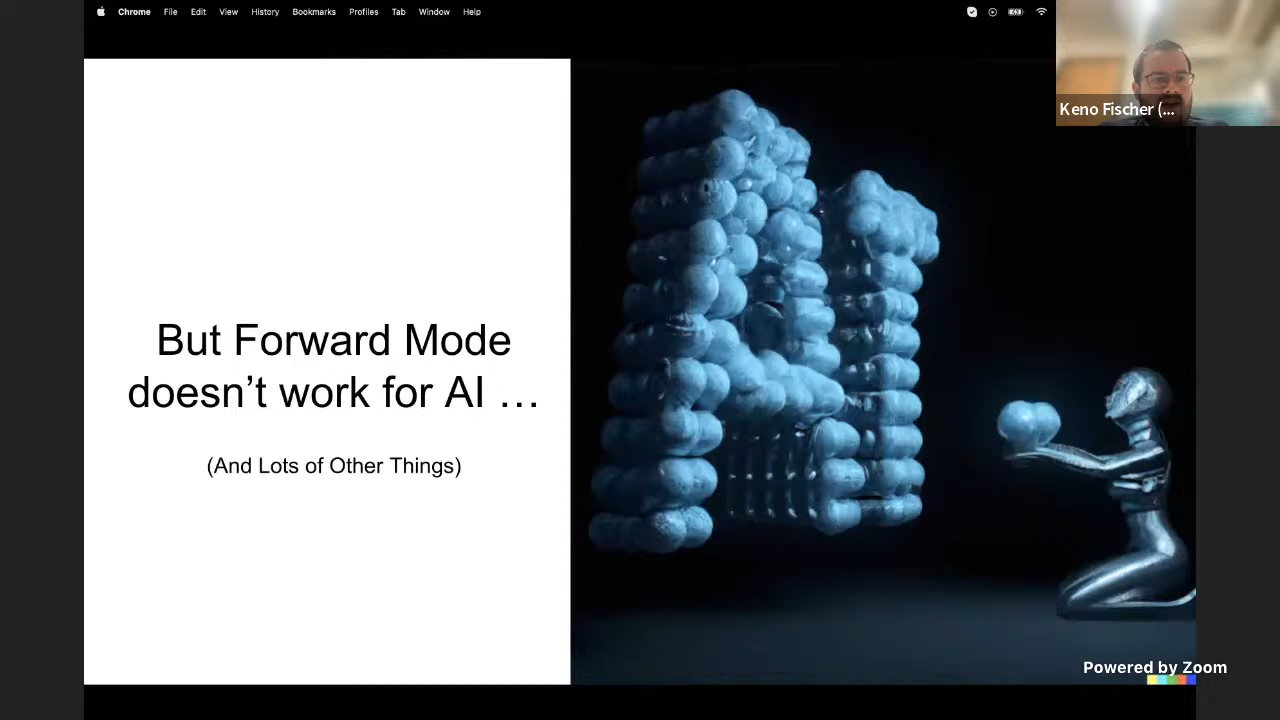 Chrome File Edit View History Bookmarks Profiles Tab Window Help
Keno Fischer (...
But Forward Mode
doesn’t work for AI …
(And Lots of Other Things)
Powered by Zoom